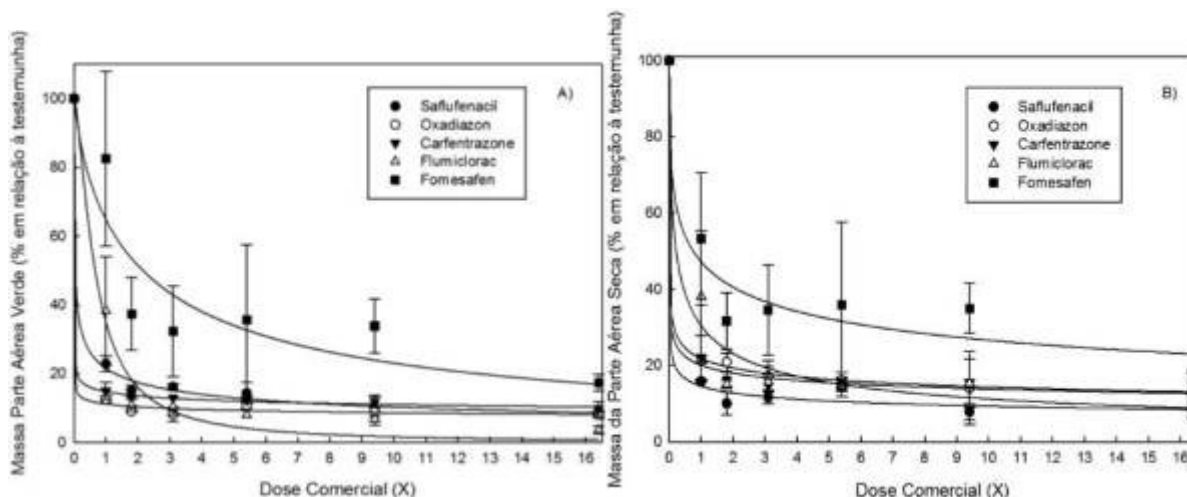 Massa Parte Aérea Verde (% em relação à testemunha)
100
80
60
40
20
0
A)
Saflufenacil
Oxadiazon
Carfentrazone
Flumiclorac
Fomesafen
0 1 2 3 4 5 6 7 8 9 10 11 12 13 14 15 16
Dose Comercial (X)
Massa da Parte Aérea Seca (% em relação à testemunha)
100
80
60
40
20
0
B)
Saflufenacil
Oxadiazon
Carfentrazone
Flumiclorac
Fomesafen
0 1 2 3 4 5 6 7 8 9 10 11 12 13 14 15 16
Dose Comercial (X)